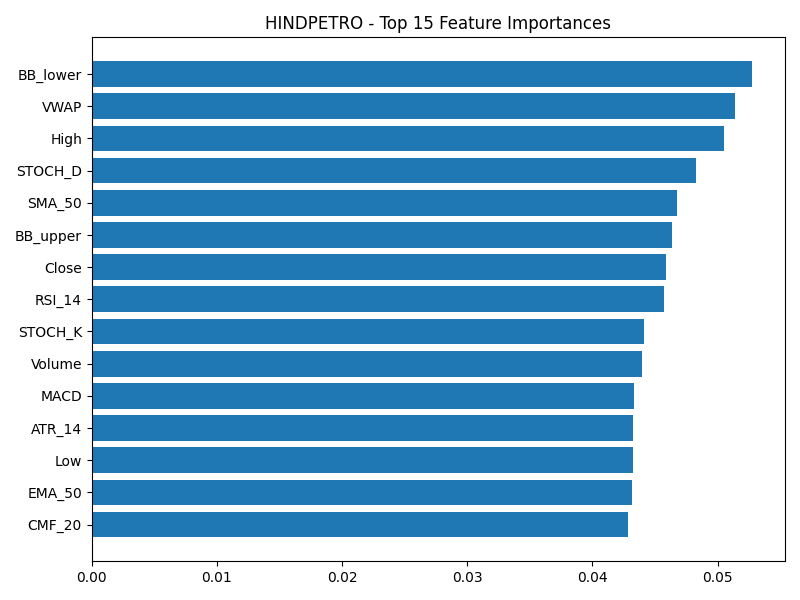 HINDPETRO - Top 15 Feature Importances
BB_lower
VWAP
High
STOCH_D
SMA_50
BB_upper
Close
RSI_14
STOCH_K
Volume
MACD
ATR_14
Low
EMA_50
CMF_20
0.00 0.01 0.02 0.03 0.04 0.05